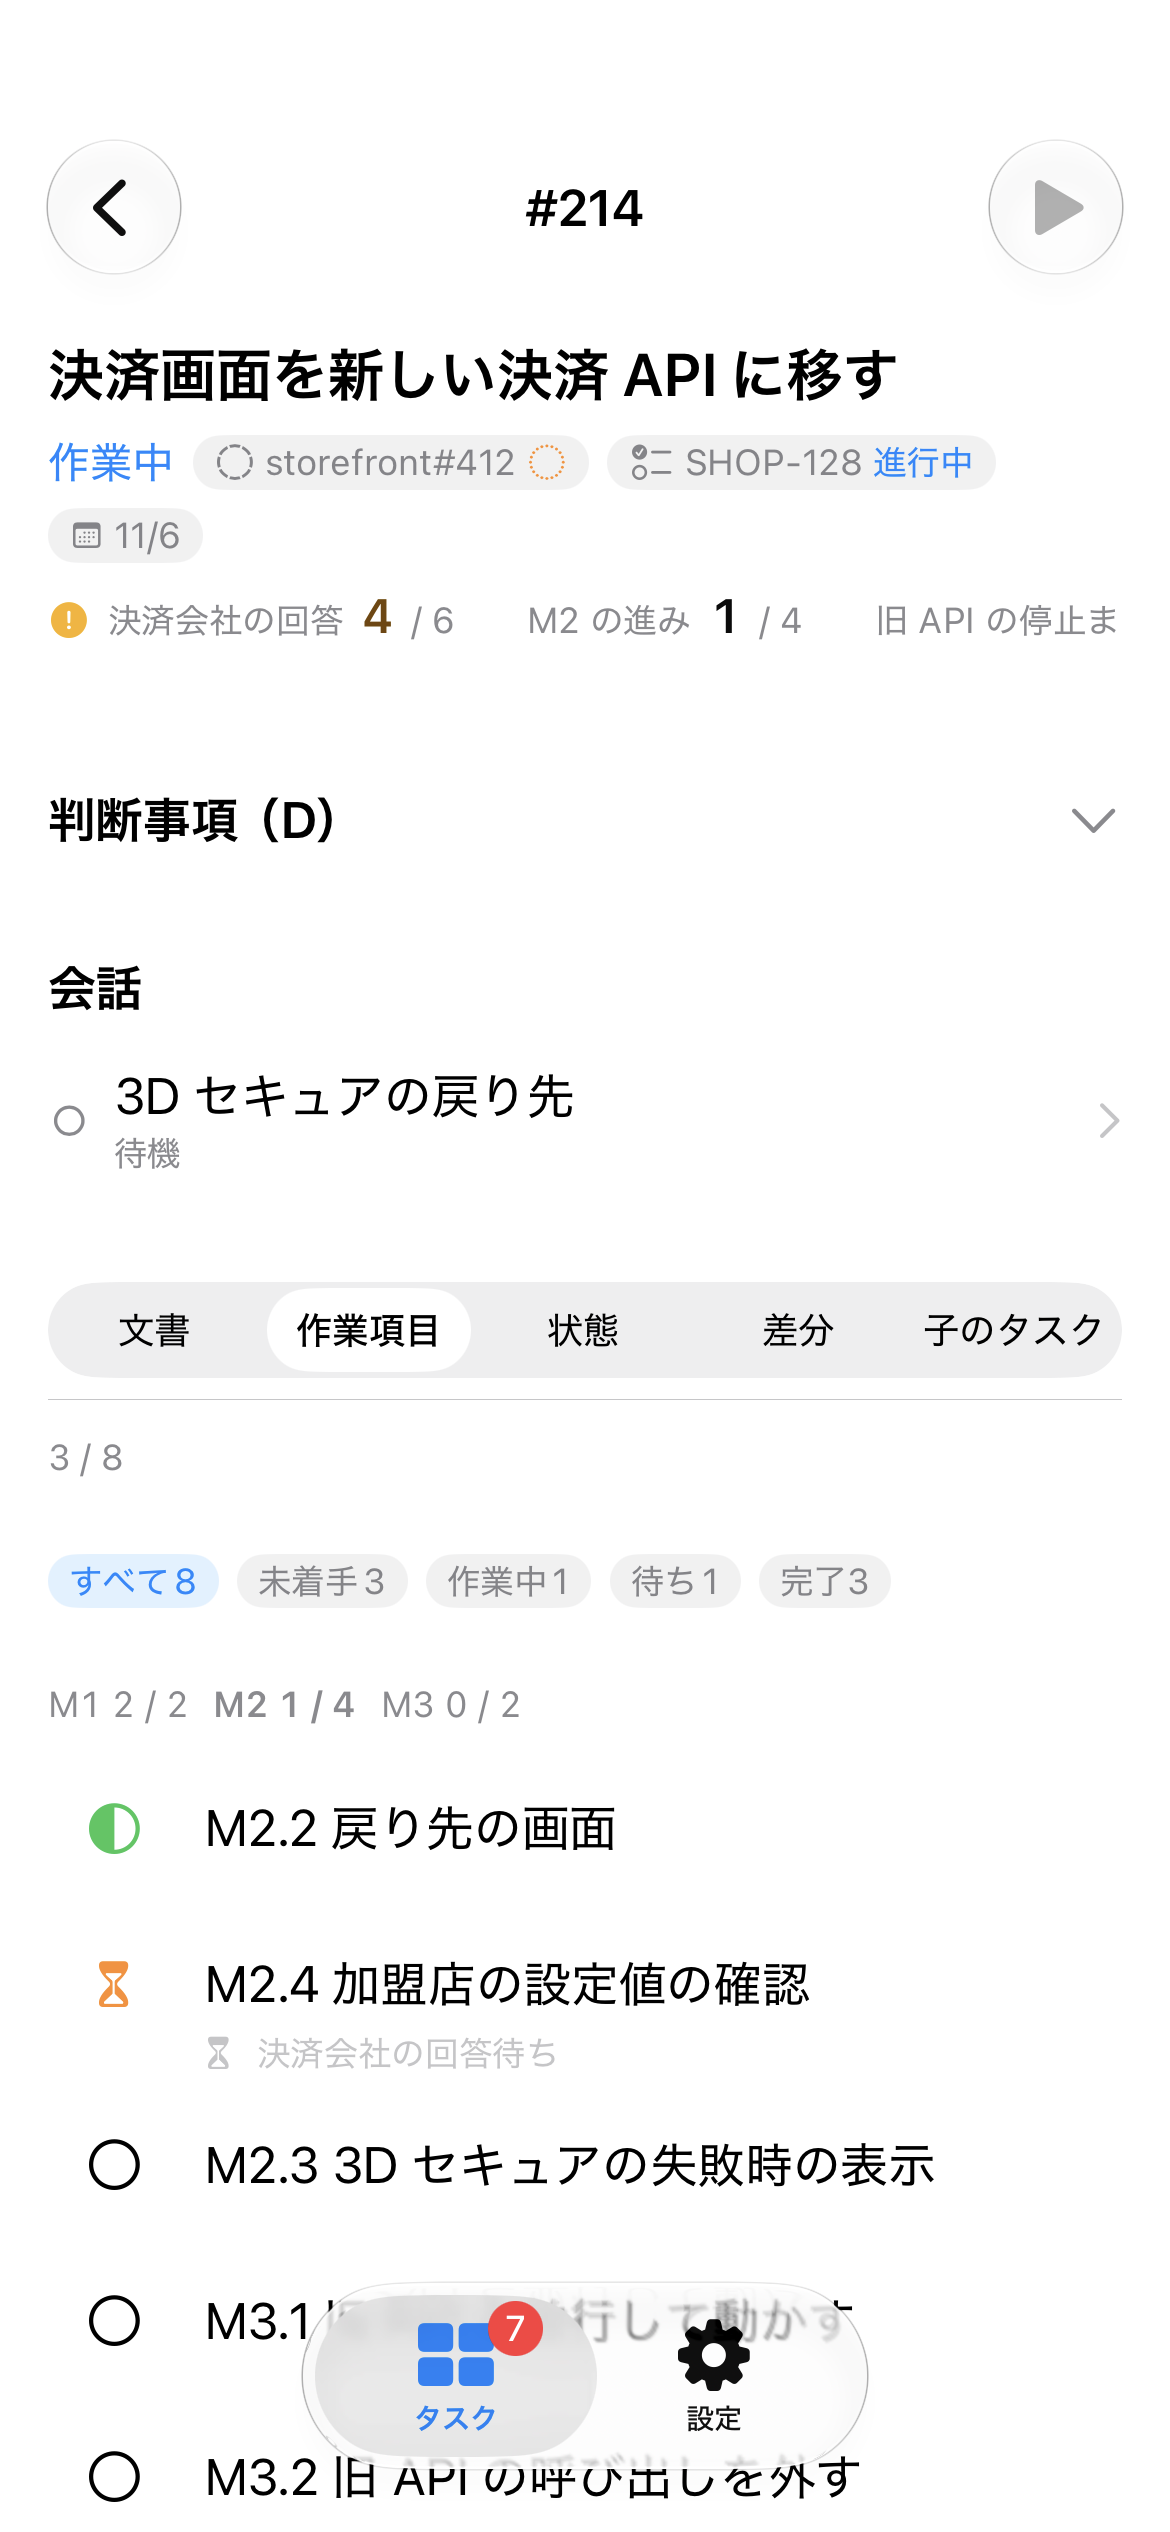 #214
決済画面を新しい決済 API に移す
作業中 storefront#412 SHOP-128 進行中
11/6
決済会社の回答 4 / 6 M2 の進み 1 / 4 旧 API の停止ま
判断事項（D）
会話
3D セキュアの戻り先
待機
文書 作業項目 状態 差分 子のタスク
3 / 8
すべて 8 未着手 3 作業中 1 待ち 1 完了 3
M1 2 / 2 M2 1 / 4 M3 0 / 2
M2.2 戻り先の画面
M2.4 加盟店の設定値の確認
決済会社の回答待ち
M2.3 3D セキュアの失敗時の表示
M3.1 行して動かす
7
タスク 設定
M3.2 旧 API の呼び出しを外す